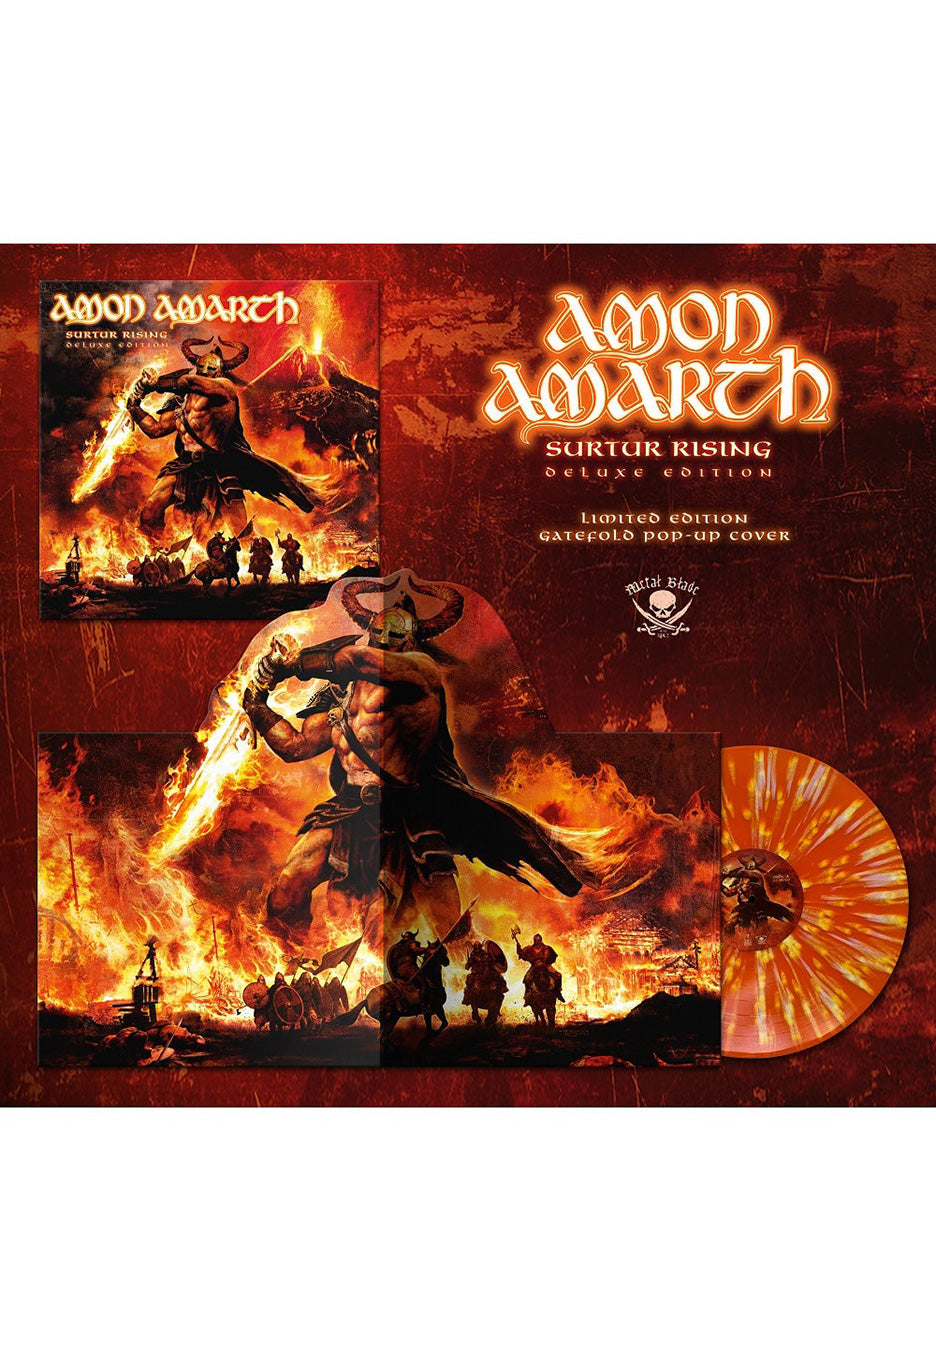 AMON AMARTH
SURTUR RISING
DELUXE EDITION
AMON
AMARTH
SURTUR RISING
DELUXE EDITION
LIMITED EDITION
GATEFOLD POP-UP COVER
Metal Blade